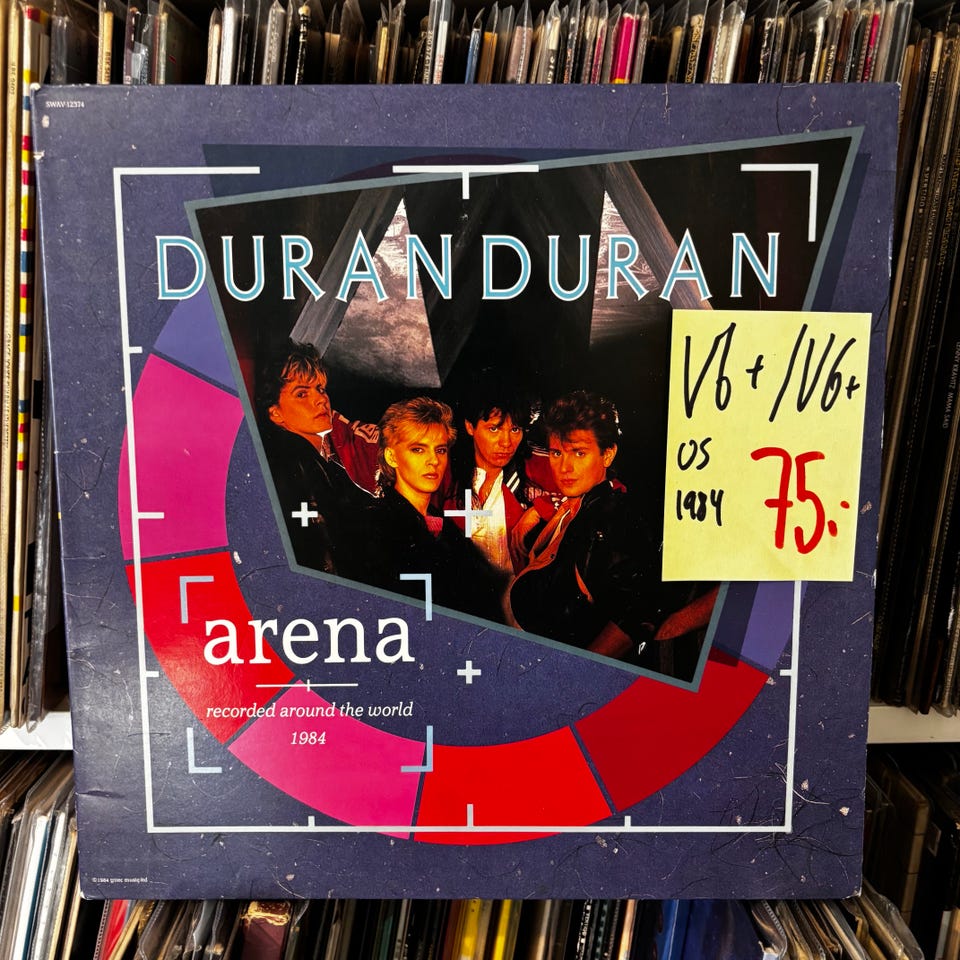 SWAV-12374
DURAN DURAN
VG+/VG+
US
1984
75.-
arena
recorded around the world
1984